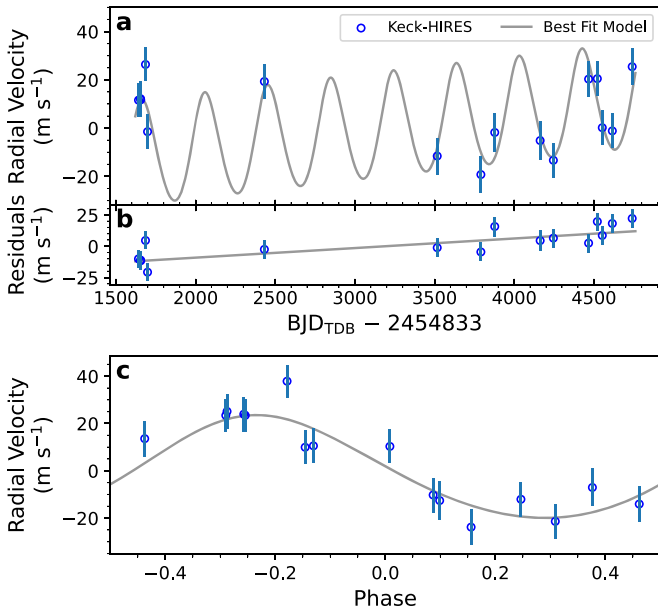 a
Keck-HIRES
Best Fit Model
Radial Velocity
(m s⁻¹)
40
20
0
−20
b
Residuals
(m s⁻¹)
25
0
−25
1500 2000 2500 3000 3500 4000 4500
BJD_TDB − 2454833
c
Radial Velocity
(m s⁻¹)
40
20
0
−20
−0.4 −0.2 0.0 0.2 0.4
Phase